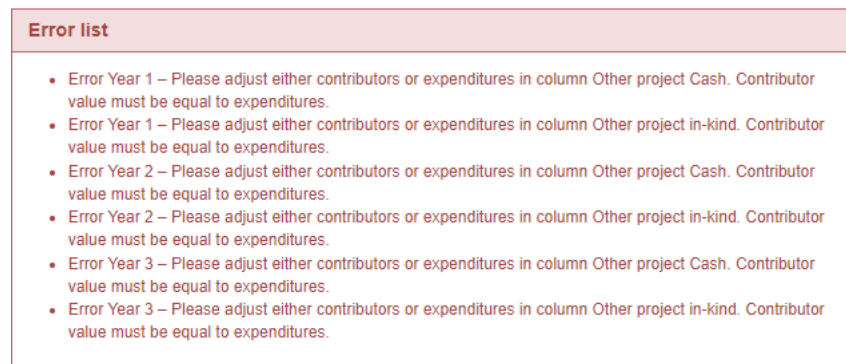 Error list
• Error Year 1 – Please adjust either contributors or expenditures in column Other project Cash. Contributor
value must be equal to expenditures.
• Error Year 1 – Please adjust either contributors or expenditures in column Other project in-kind. Contributor
value must be equal to expenditures.
• Error Year 2 – Please adjust either contributors or expenditures in column Other project Cash. Contributor
value must be equal to expenditures.
• Error Year 2 – Please adjust either contributors or expenditures in column Other project in-kind. Contributor
value must be equal to expenditures.
• Error Year 3 – Please adjust either contributors or expenditures in column Other project Cash. Contributor
value must be equal to expenditures.
• Error Year 3 – Please adjust either contributors or expenditures in column Other project in-kind. Contributor
value must be equal to expenditures.